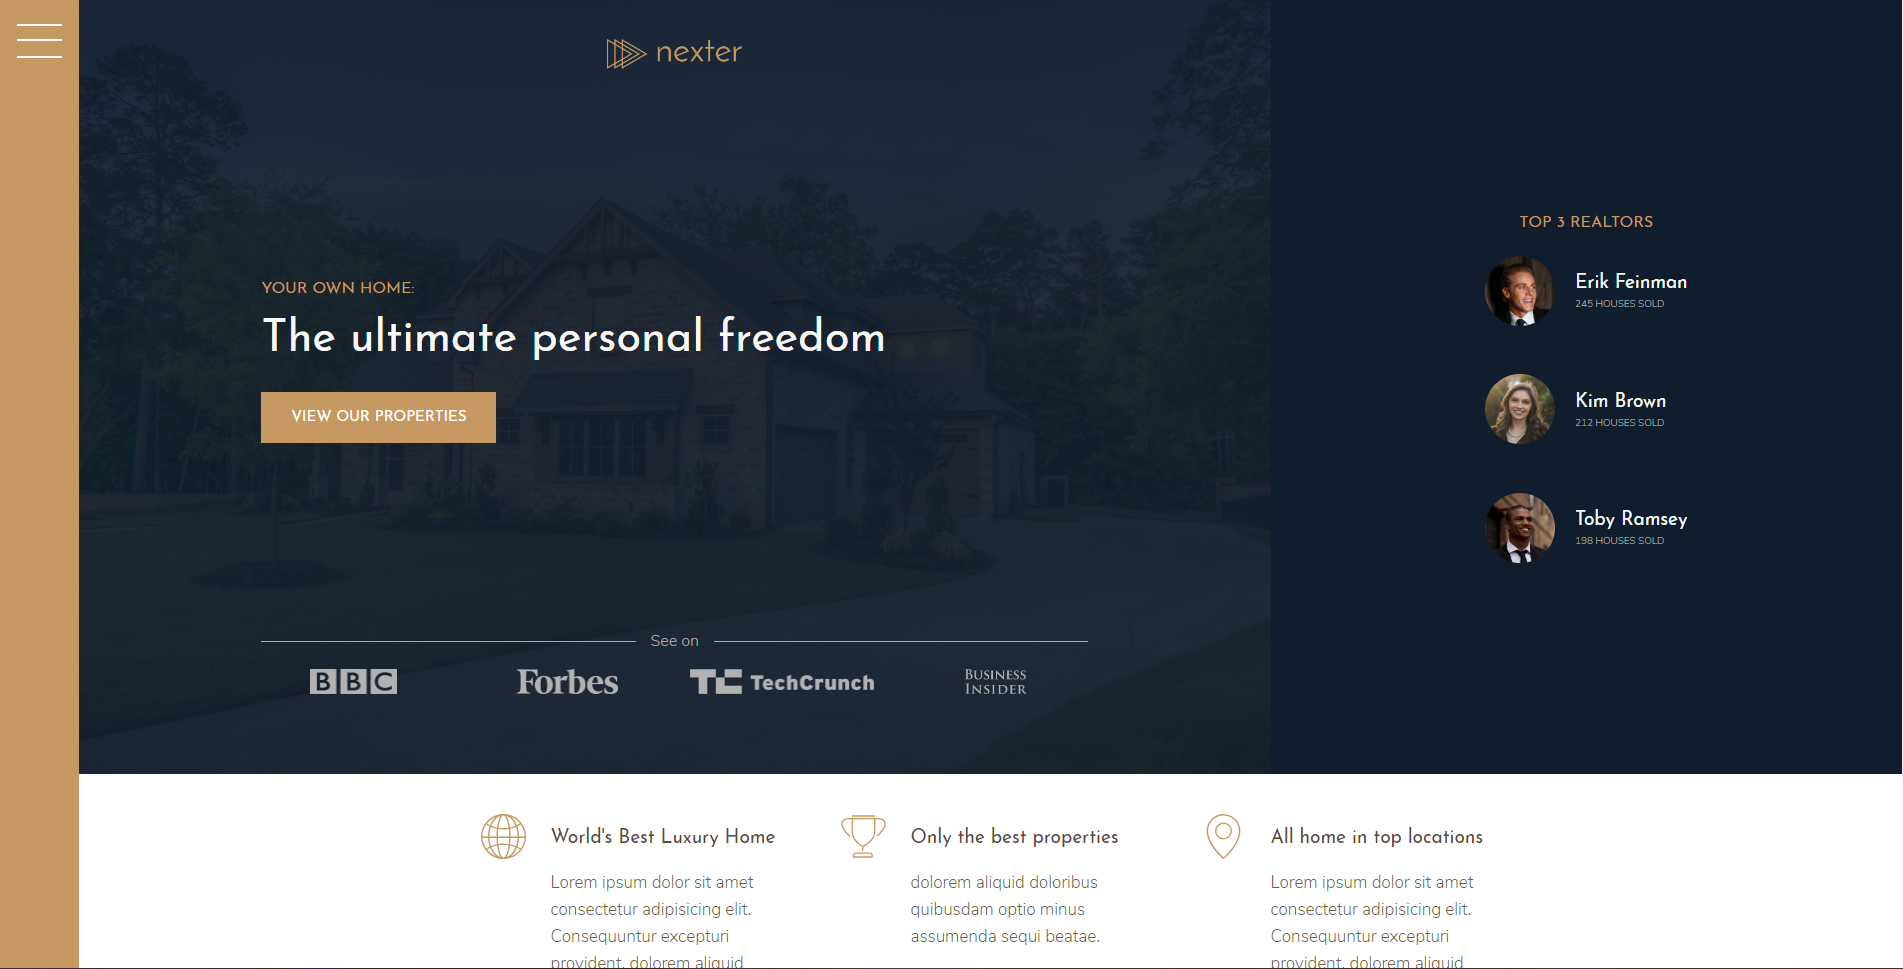 nexter
YOUR OWN HOME:
The ultimate personal freedom
VIEW OUR PROPERTIES
See on
BBC
Forbes
TC TechCrunch
BUSINESS
INSIDER
TOP 3 REALTORS
Erik Feinman
245 HOUSES SOLD
Kim Brown
212 HOUSES SOLD
Toby Ramsey
198 HOUSES SOLD
World's Best Luxury Home
Lorem ipsum dolor sit amet
consectetur adipisicing elit.
Consequuntur excepturi
provident, dolorem aliquid
Only the best properties
dolorem aliquid doloribus
quibusdam optio minus
assumenda sequi beatae.
All home in top locations
Lorem ipsum dolor sit amet
consectetur adipisicing elit.
Consequuntur excepturi
provident, dolorem aliquid